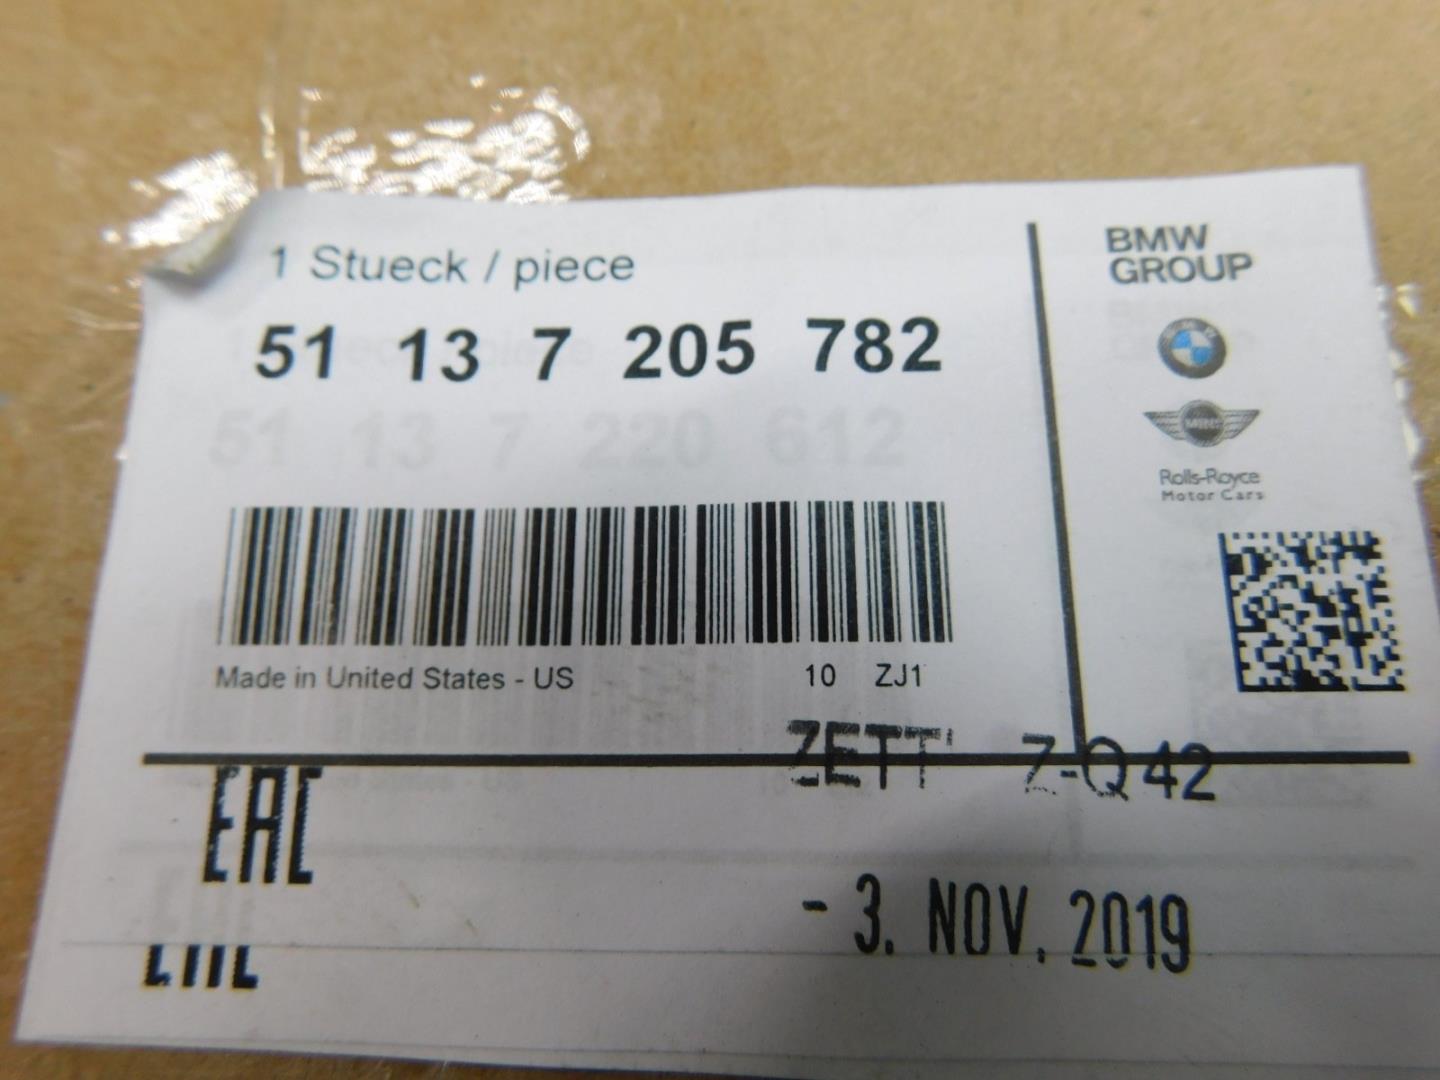 1 Stueck / piece
51 13 7 205 782
51 13 7 220 612
Made in United States - US
10 ZJ1
BMW
GROUP
MINI
Rolls-Royce
Motor Cars
ZETT Z-Q42
EAC
- 3. NOV. 2019